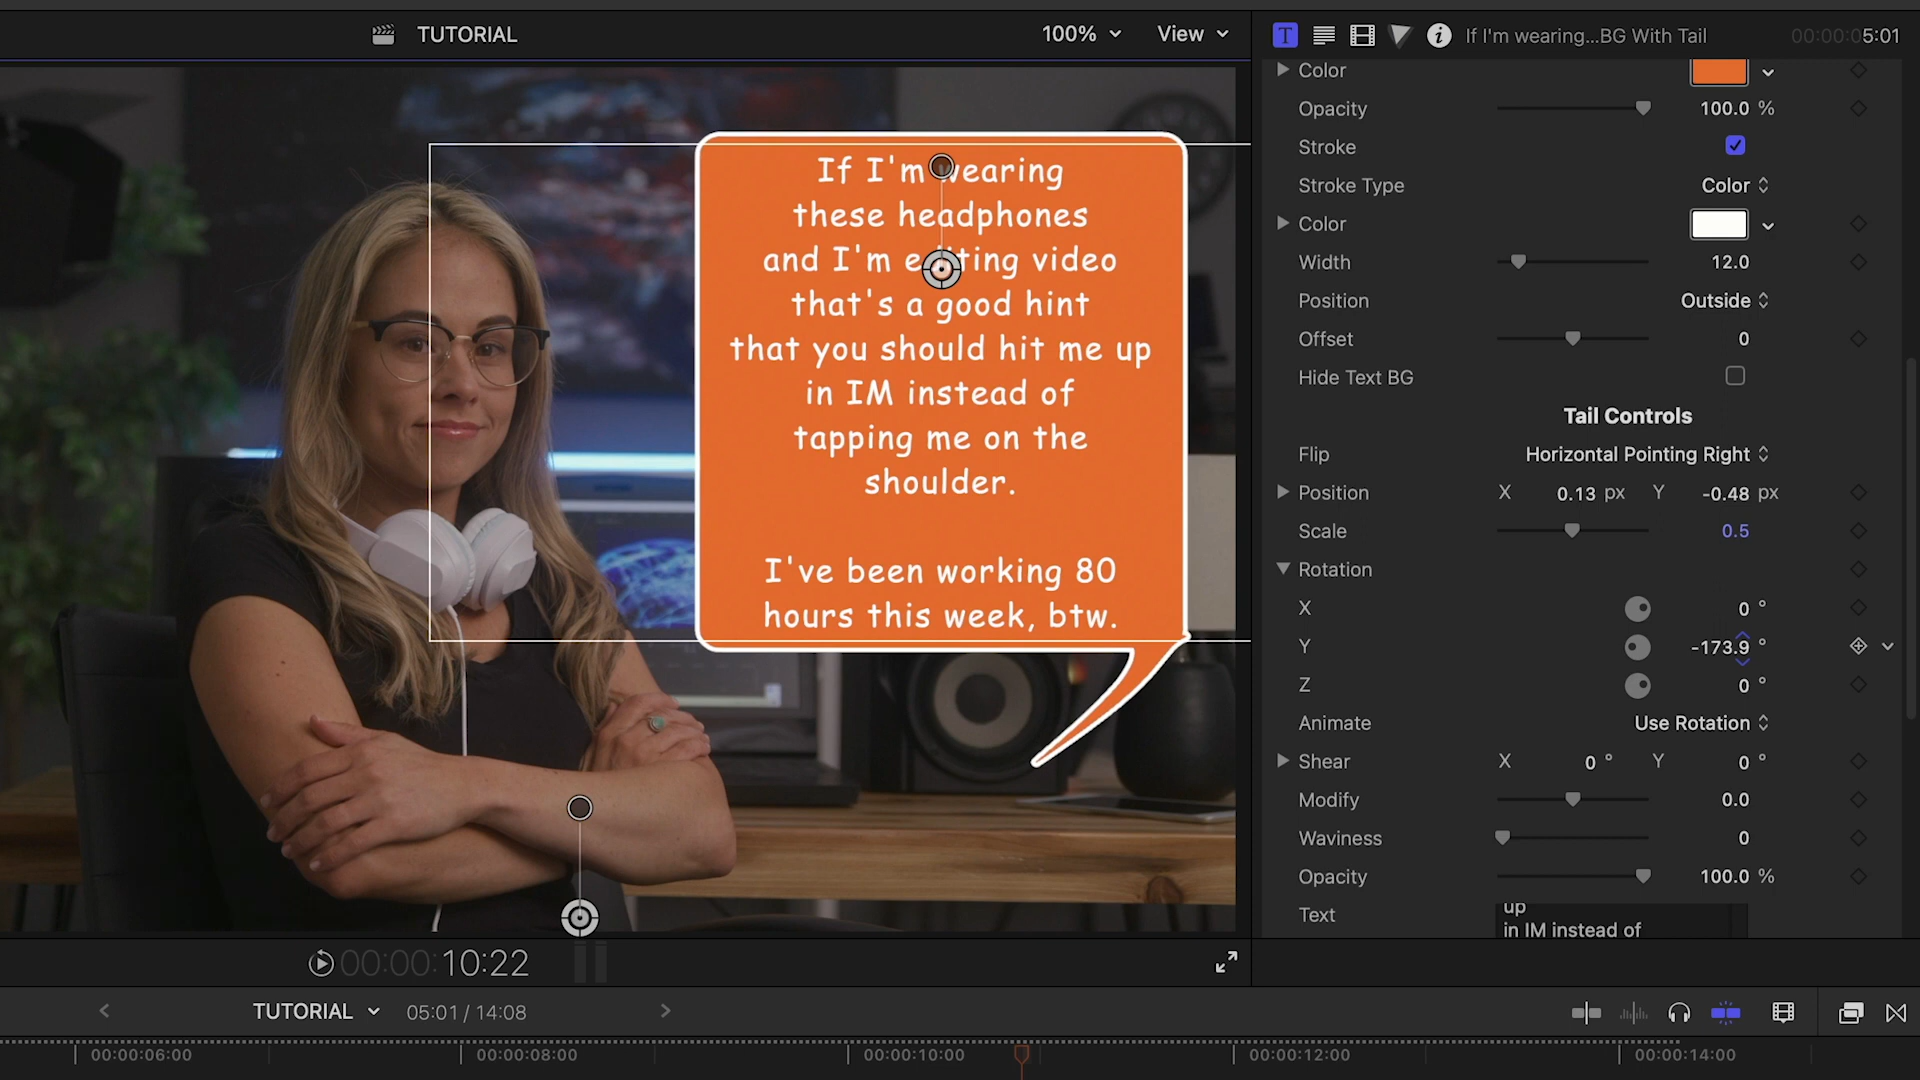 TUTORIAL
100%
View
If I'm wearing...BG With Tail
00:00:05:01
Color
Opacity
100.0 %
Stroke
Stroke Type
Color
Color
Width
12.0
Position
Outside
Offset
0
Hide Text BG
Tail Controls
Flip
Horizontal Pointing Right
Position
X 0.13 px Y -0.48 px
Scale
0.5
Rotation
X
0 °
Y
-173.9 °
Z
0 °
Animate
Use Rotation
Shear
X 0 ° Y 0 °
Modify
0.0
Waviness
0
Opacity
100.0 %
Text
up
in IM instead of
If I'm wearing
these headphones
and I'm editing video
that's a good hint
that you should hit me up
in IM instead of
tapping me on the
shoulder.
I've been working 80
hours this week, btw.
00:00:10:22
TUTORIAL
05:01 / 14:08
00:00:06:00
00:00:08:00
00:00:10:00
00:00:12:00
00:00:14:00